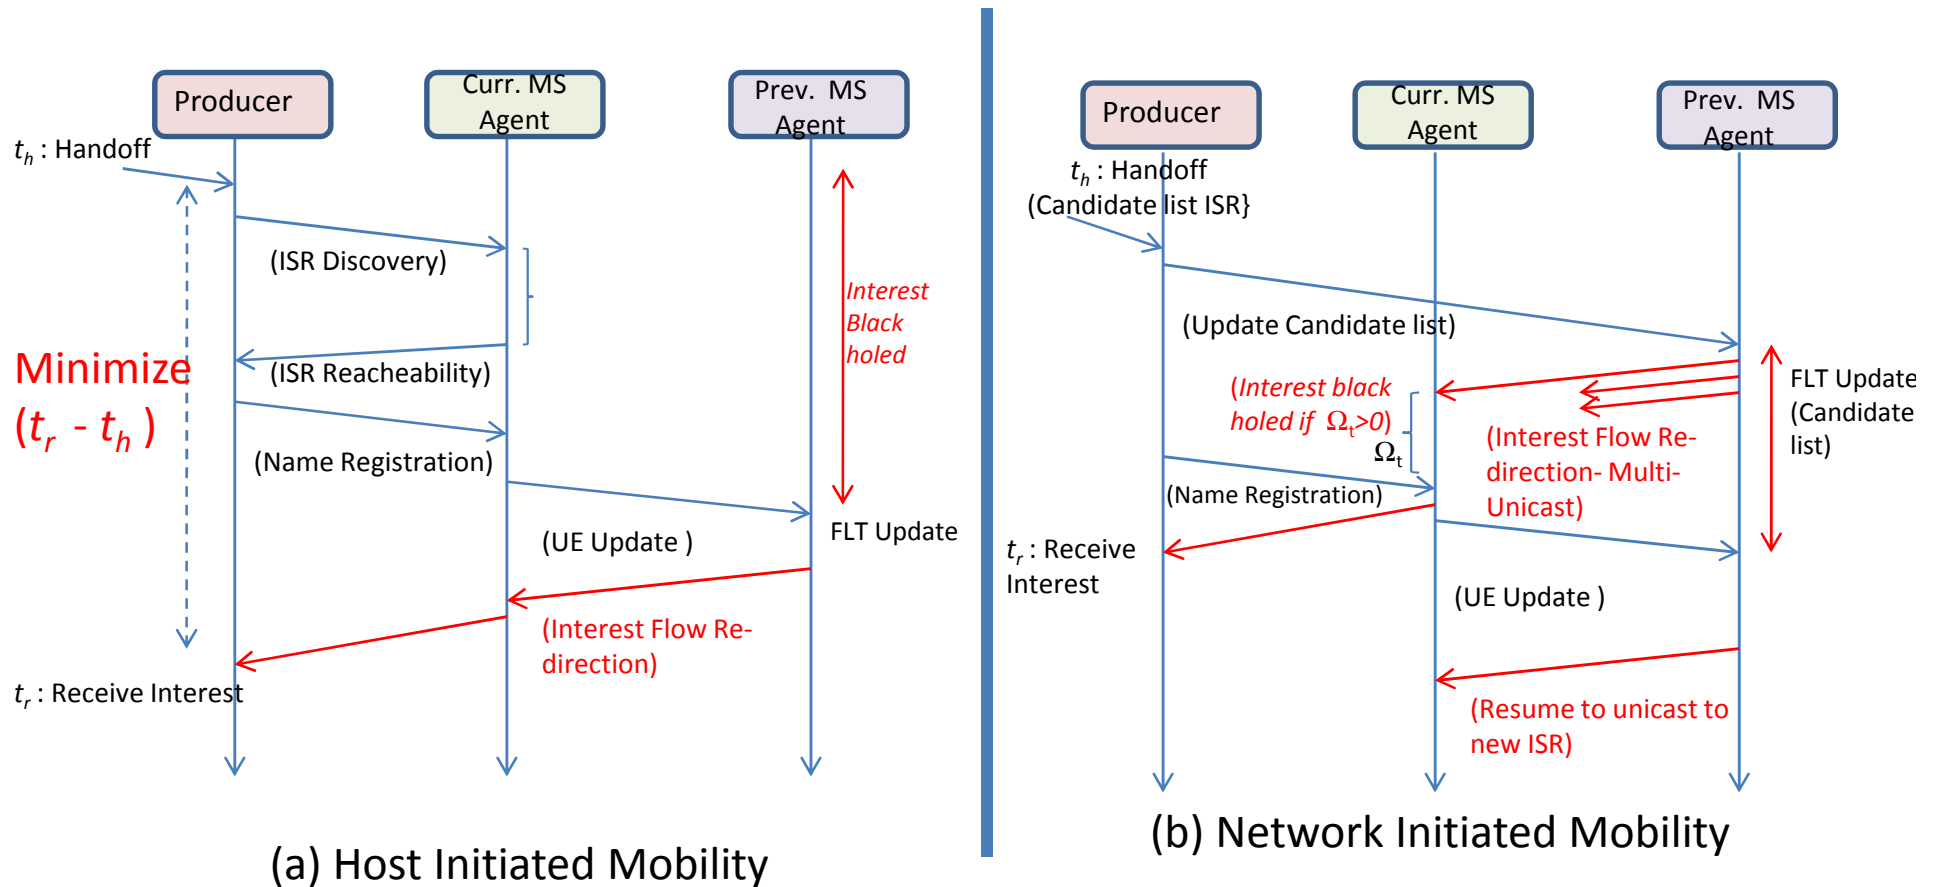 Producer
Curr. MS
Agent
Prev. MS
Agent
t_h : Handoff
(ISR Discovery)
Interest
Black
holed
Minimize
(t_r - t_h )
(ISR Reacheability)
(Name Registration)
(UE Update )
FLT Update
(Interest Flow Re-
direction)
t_r : Receive Interest
(a) Host Initiated Mobility
Producer
Curr. MS
Agent
Prev. MS
Agent
t_h : Handoff
(Candidate list ISR}
(Update Candidate list)
(Interest black
holed if Ω_t>0)
Ω_t
FLT Update
(Candidate
list)
(Interest Flow Re-
direction- Multi-
Unicast)
(Name Registration)
t_r : Receive
Interest
(UE Update )
(Resume to unicast to
new ISR)
(b) Network Initiated Mobility